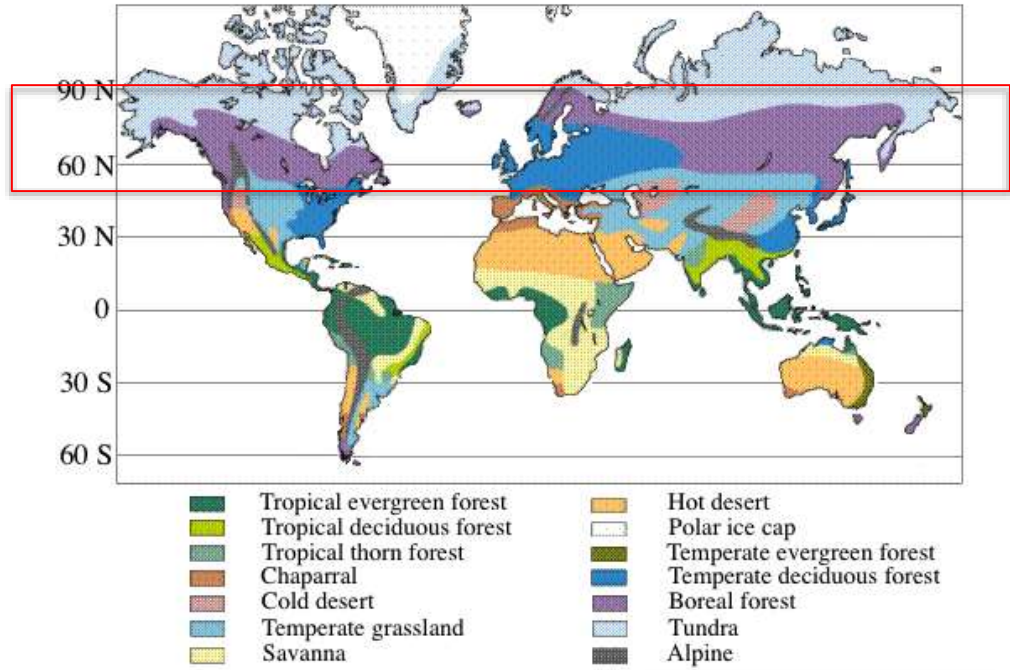 90 N
60 N
30 N
0
30 S
60 S
Tropical evergreen forest
Tropical deciduous forest
Tropical thorn forest
Chaparral
Cold desert
Temperate grassland
Savanna
Hot desert
Polar ice cap
Temperate evergreen forest
Temperate deciduous forest
Boreal forest
Tundra
Alpine